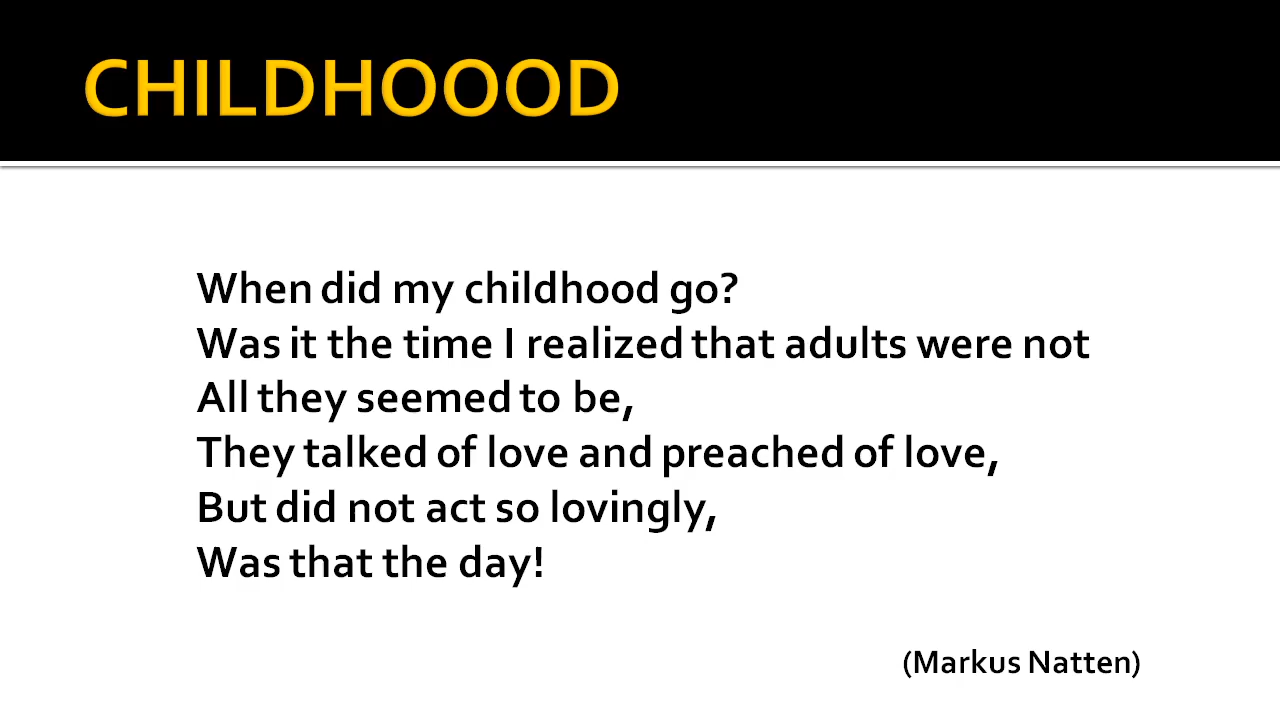 CHILDHOOOD
When did my childhood go?
Was it the time I realized that adults were not
All they seemed to be,
They talked of love and preached of love,
But did not act so lovingly,
Was that the day!
(Markus Natten)